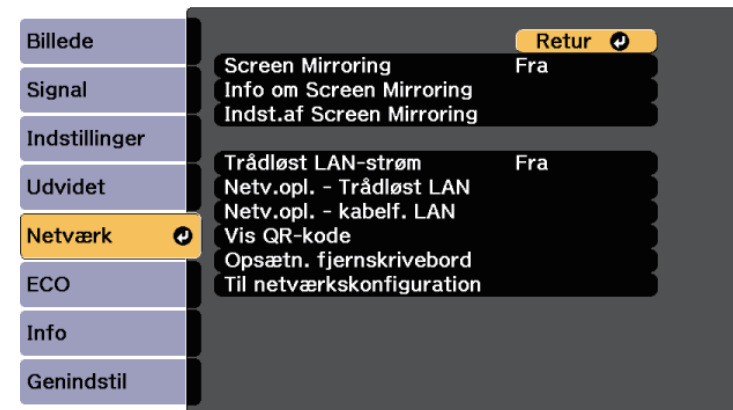 Billede
Signal
Indstillinger
Udvidet
Netværk
ECO
Info
Genindstil
Retur
Screen Mirroring Fra
Info om Screen Mirroring
Indst.af Screen Mirroring
Trådløst LAN-strøm Fra
Netv.opl. - Trådløst LAN
Netv.opl. - kabelf. LAN
Vis QR-kode
Opsætn. fjernskrivebord
Til netværkskonfiguration